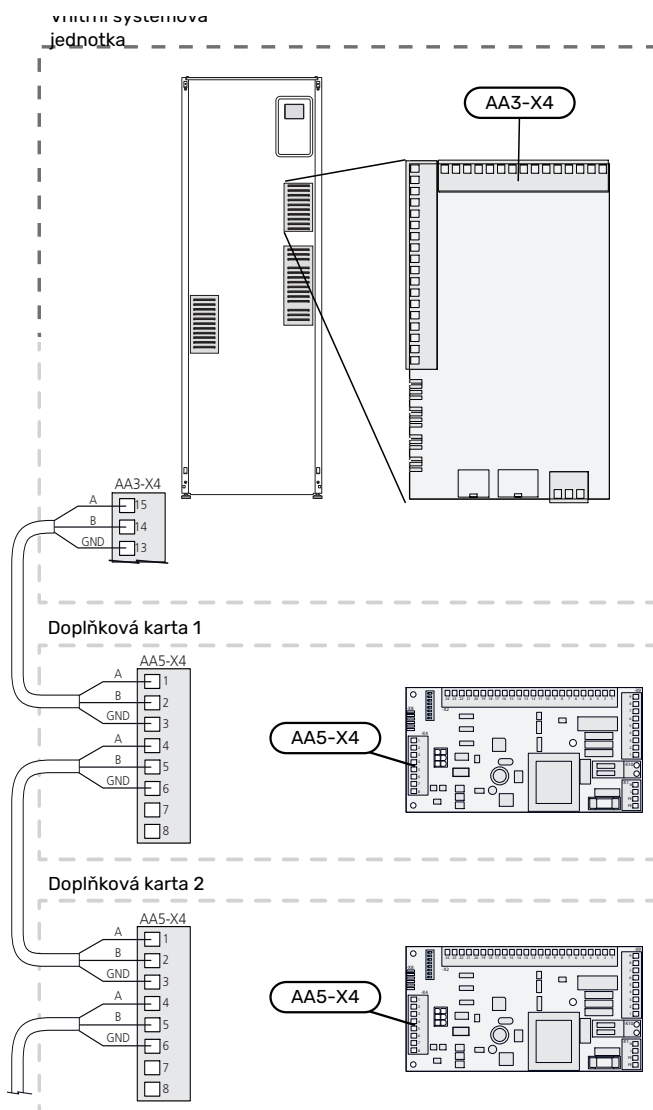 Vnitřní systémová
jednotka
AA3-X4
AA3-X4
A
15
B
14
GND
13
Doplňková karta 1
AA5-X4
A
1
B
2
GND
3
A
4
B
5
GND
6
7
8
AA5-X4
Doplňková karta 2
AA5-X4
A
1
B
2
GND
3
A
4
B
5
GND
6
7
8
AA5-X4